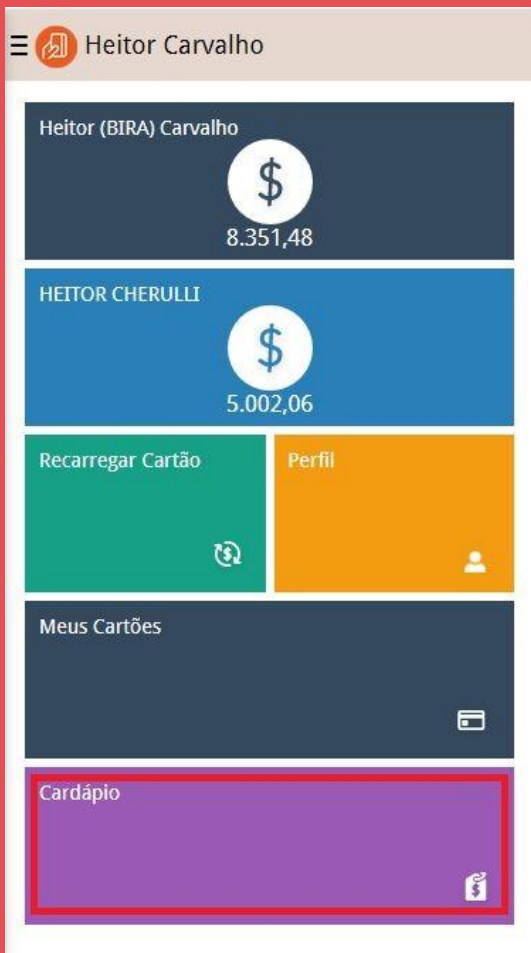 Heitor Carvalho
Heitor (BIRA) Carvalho
$
8.351,48
HEITOR CHERULLI
$
5.002,06
Recarregar Cartão
Perfil
$
Meus Cartões
Cardápio
$